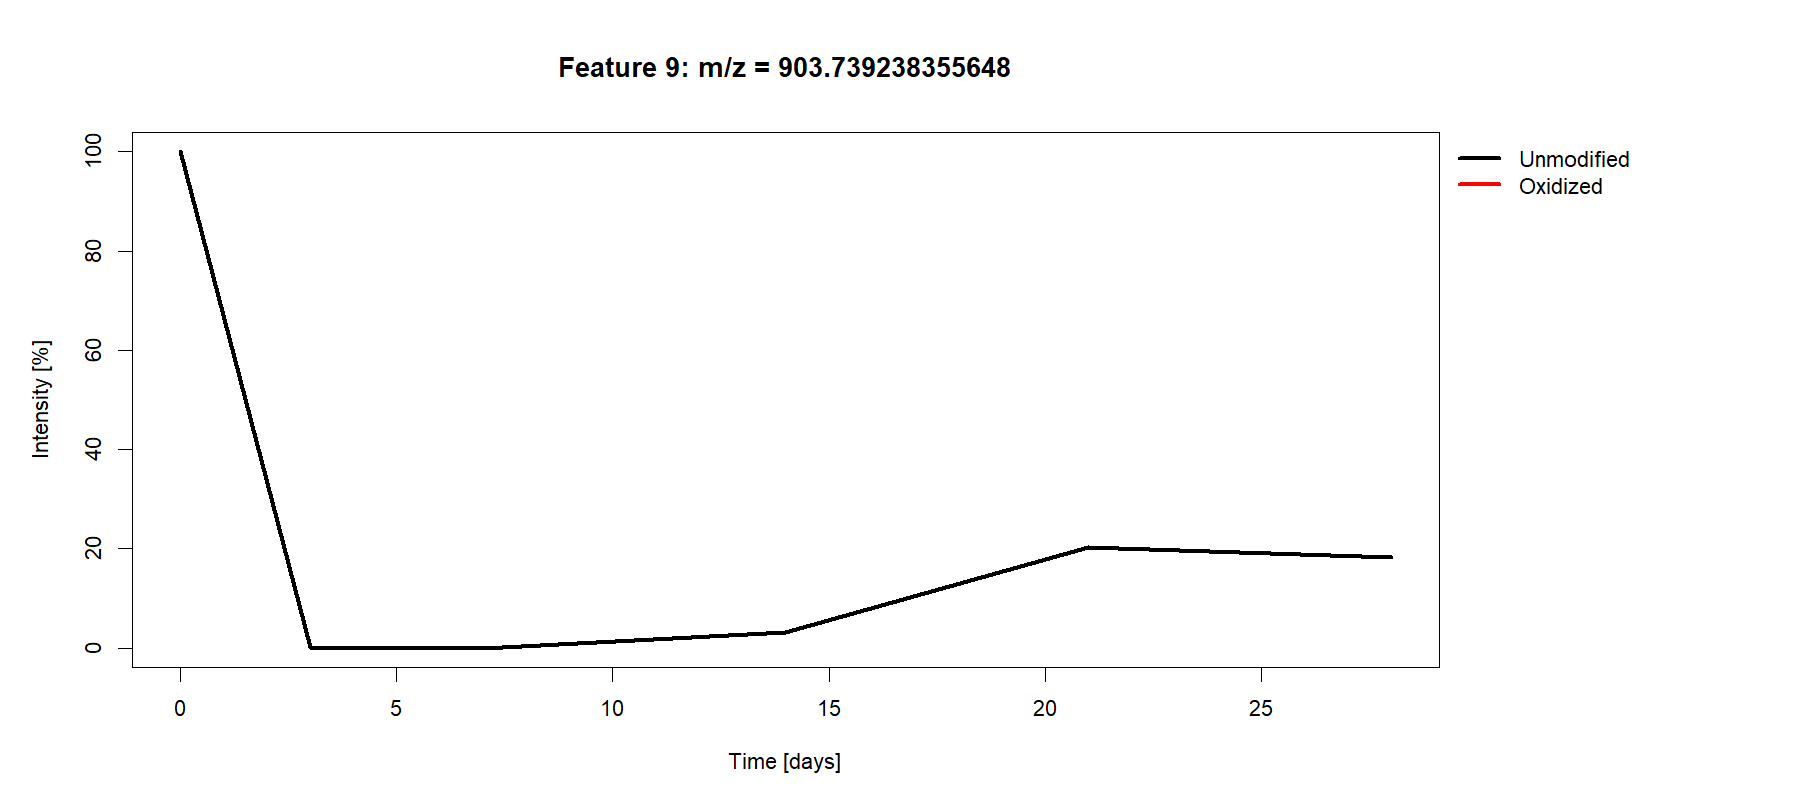 Feature 9: m/z = 903.739238355648
Unmodified
Oxidized
Intensity [%]
100
80
60
40
20
0
0 5 10 15 20 25
Time [days]